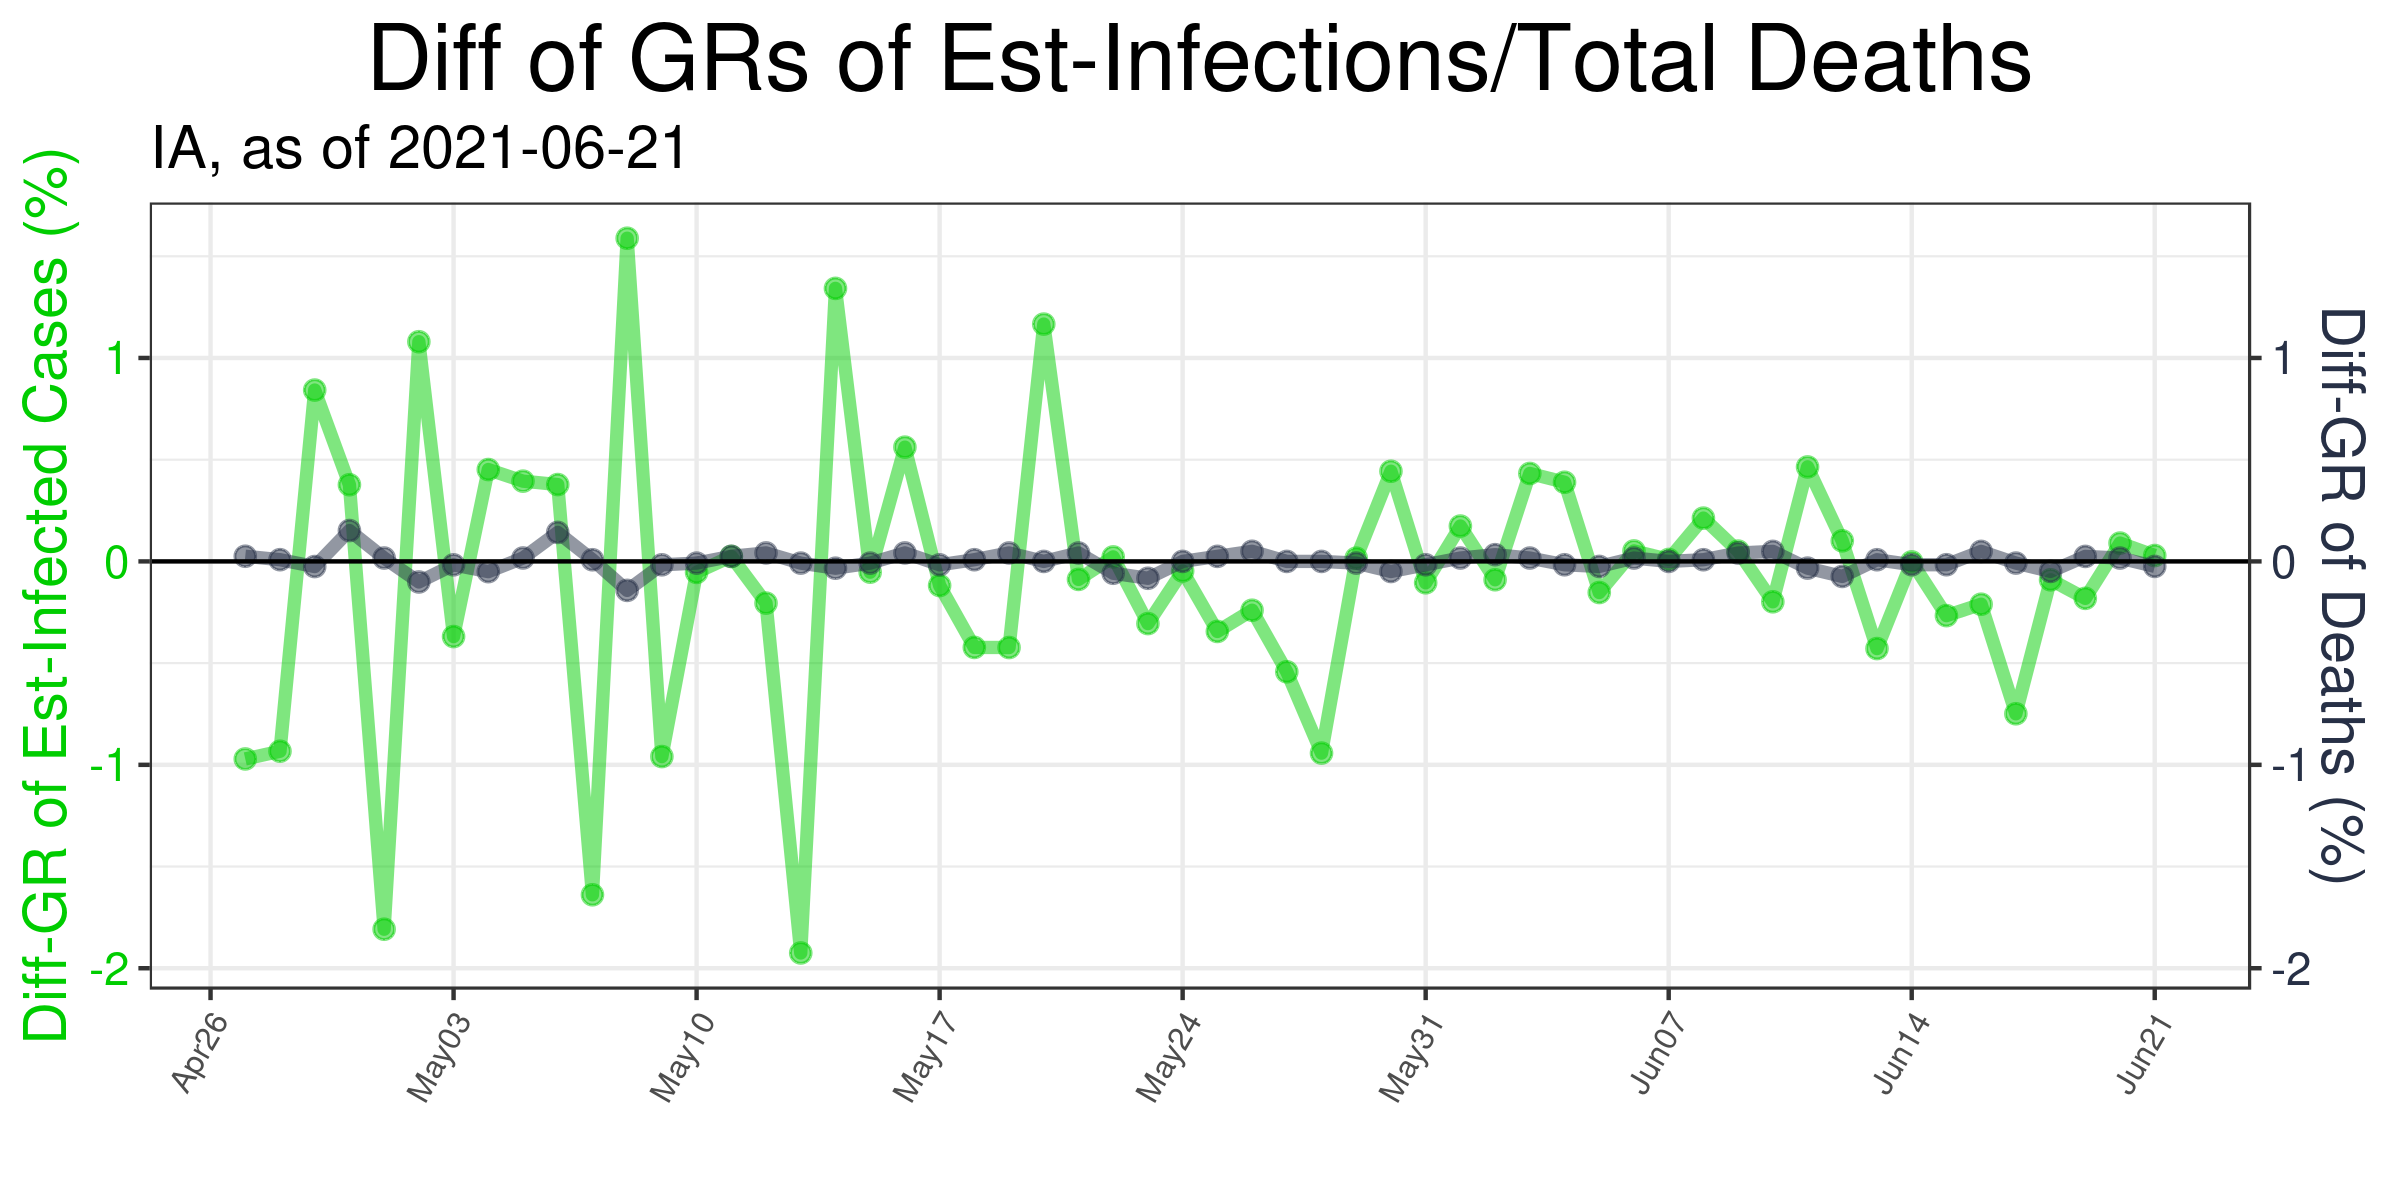 Diff of GRs of Est-Infections/Total Deaths
IA, as of 2021-06-21
Diff-GR of Est-Infected Cases (%)
1
0
-1
-2
1
0
-1
-2
Diff-GR of Deaths (%)
Apr26
May03
May10
May17
May24
May31
Jun07
Jun14
Jun21